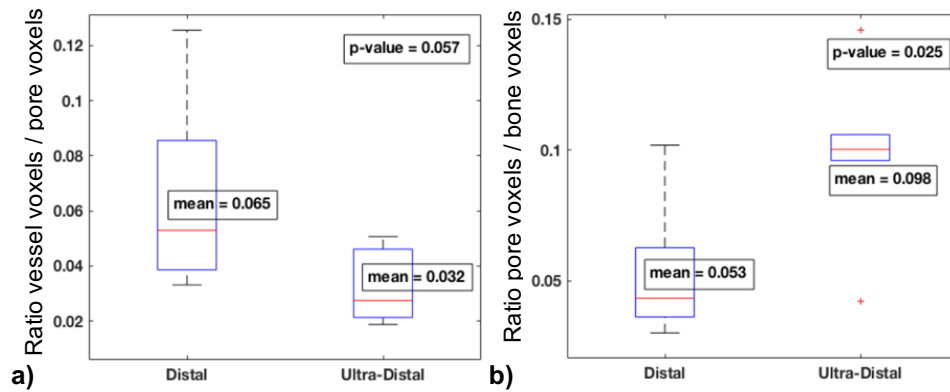 Ratio vessel voxels / pore voxels
0.12
0.1
0.08
0.06
0.04
0.02
p-value = 0.057
mean = 0.065
mean = 0.032
Distal
Ultra-Distal
a)
Ratio pore voxels / bone voxels
0.15
0.1
0.05
p-value = 0.025
mean = 0.098
mean = 0.053
Distal
Ultra-Distal
b)